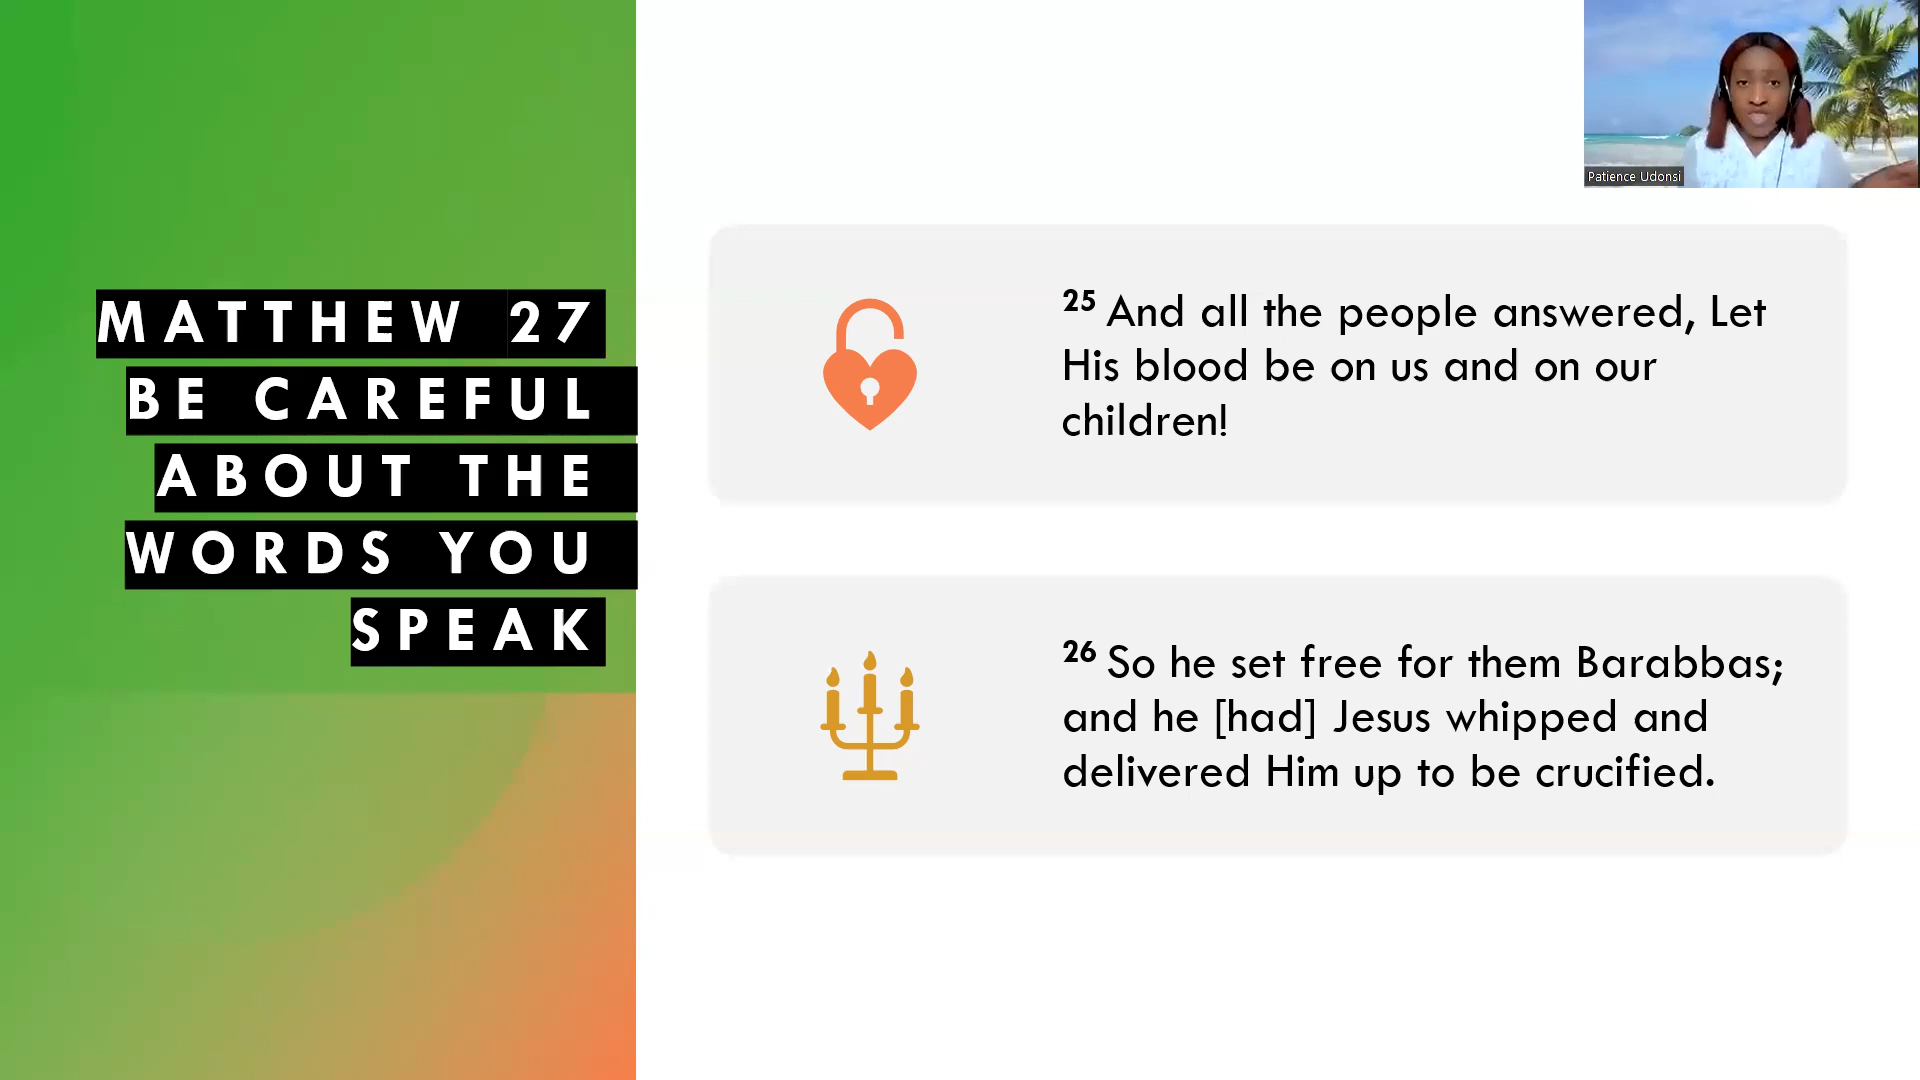 MATTHEW 27
BE CAREFUL
ABOUT THE
WORDS YOU
SPEAK
25 And all the people answered, Let
His blood be on us and on our
children!
26 So he set free for them Barabbas;
and he [had] Jesus whipped and
delivered Him up to be crucified.
Patience Udonsi